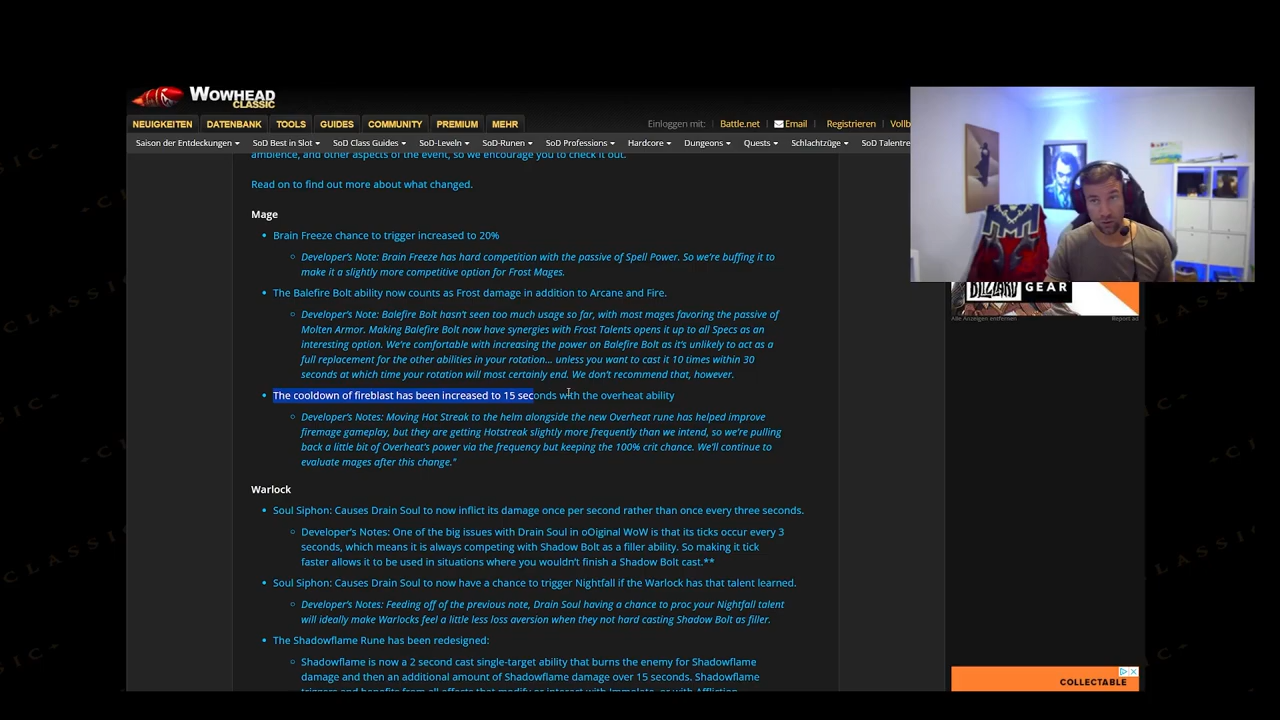 WOWHEAD
CLASSIC
NEUIGKEITEN DATENBANK TOOLS GUIDES COMMUNITY PREMIUM MEHR Einloggen mit: Battle.net Email Registrieren Vollb
Saison der Entdeckungen SoD Best in Slot SoD Class Guides SoD-Leveln SoD-Runen SoD Professions Hardcore Dungeons Quests Schlachtzüge SoD Talentre
ambience, and other aspects of the event, so we encourage you to check it out.
Read on to find out more about what changed.
Mage
Brain Freeze chance to trigger increased to 20%
Developer's Note: Brain Freeze has hard competition with the passive of Spell Power. So we're buffing it to
make it a slightly more competitive option for Frost Mages.
The Balefire Bolt ability now counts as Frost damage in addition to Arcane and Fire.
Developer's Note: Balefire Bolt hasn't seen too much usage so far, with most mages favoring the passive of
Molten Armor. Making Balefire Bolt now have synergies with Frost Talents opens it up to all Specs as an
interesting option. We're comfortable with increasing the power on Balefire Bolt as it's unlikely to act as a
full replacement for the other abilities in your rotation... unless you want to cast it 10 times within 30
seconds at which time your rotation will most certainly end. We don't recommend that, however.
The cooldown of fireblast has been increased to 15 seconds with the overheat ability
Developer's Notes: Moving Hot Streak to the helm alongside the new Overheat rune has helped improve
firemage gameplay, but they are getting Hotstreak slightly more frequently than we intend, so we're pulling
back a little bit of Overheat's power via the frequency but keeping the 100% crit chance. We'll continue to
evaluate mages after this change."
Warlock
Soul Siphon: Causes Drain Soul to now inflict its damage once per second rather than once every three seconds.
Developer's Notes: One of the big issues with Drain Soul in oOiginal WoW is that its ticks occur every 3
seconds, which means it is always competing with Shadow Bolt as a filler ability. So making it tick
faster allows it to be used in situations where you wouldn't finish a Shadow Bolt cast.**
Soul Siphon: Causes Drain Soul to now have a chance to trigger Nightfall if the Warlock has that talent learned.
Developer's Notes: Feeding off of the previous note, Drain Soul having a chance to proc your Nightfall talent
will ideally make Warlocks feel a little less loss aversion when they not hard casting Shadow Bolt as filler.
The Shadowflame Rune has been redesigned:
Shadowflame is now a 2 second cast single-target ability that burns the enemy for Shadowflame
damage and then an additional amount of Shadowflame damage over 15 seconds. Shadowflame
triggers and benefits from all effects that modify or interact with Immolate, or with Affliction
BLIZZARD GEAR
Alle Anzeigen entfernen Report ad
COLLECTABLE